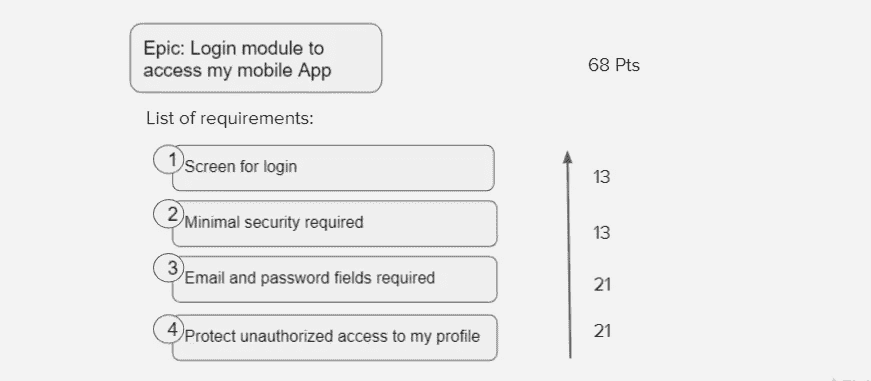 Epic: Login module to
access my mobile App
68 Pts
List of requirements:
1 Screen for login
13
2 Minimal security required
13
3 Email and password fields required
21
4 Protect unauthorized access to my profile
21